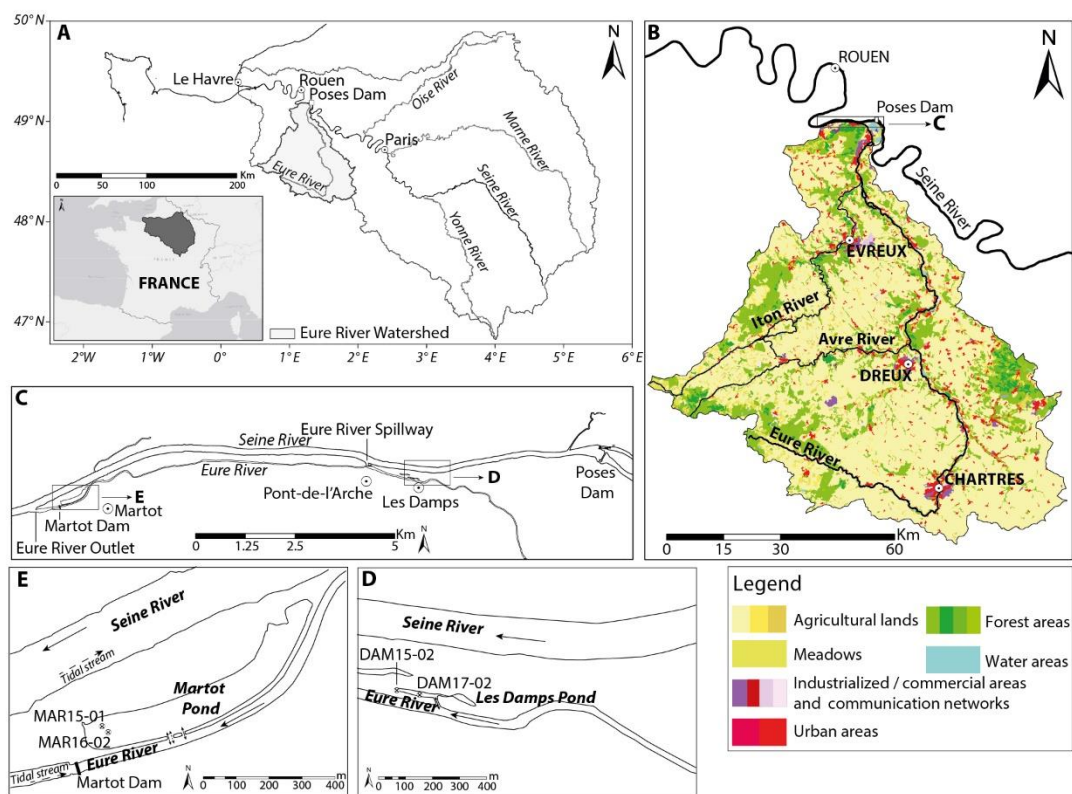 A
50°N
49°N
48°N
47°N
2°W
1°W
0°
1°E
2°E
3°E
4°E
5°E
6°E
N
Le Havre
Rouen
Poses Dam
Paris
Oise River
Marne River
Seine River
Yonne River
Eure River
Km
0 50 100 200
FRANCE
FRANCE
Eure River Watershed
B
N
ROUEN
Poses Dam
C
Seine River
EVREUX
Iton River
Avre River
DREUX
Eure River
CHARTRES
Km
0 15 30 60
C
Seine River
Eure River Spillway
Eure River
Poses Dam
D
E
Pont-de-l'Arche
Les Damps
Martot
Martot Dam
Eure River Outlet
Km
0 1.25 2.5 5
N
E
Seine River
Tidal stream
Martot Pond
MAR15-01
MAR16-02
Eure River
Tidal stream
Martot Dam
N
m
0 100 200 300 400
D
Seine River
DAM15-02
DAM17-02
Les Damps Pond
Eure River
N
m
0 100 200 400
Legend
Agricultural lands
Meadows
Industrialized / commercial areas
and communication networks
Urban areas
Forest areas
Water areas